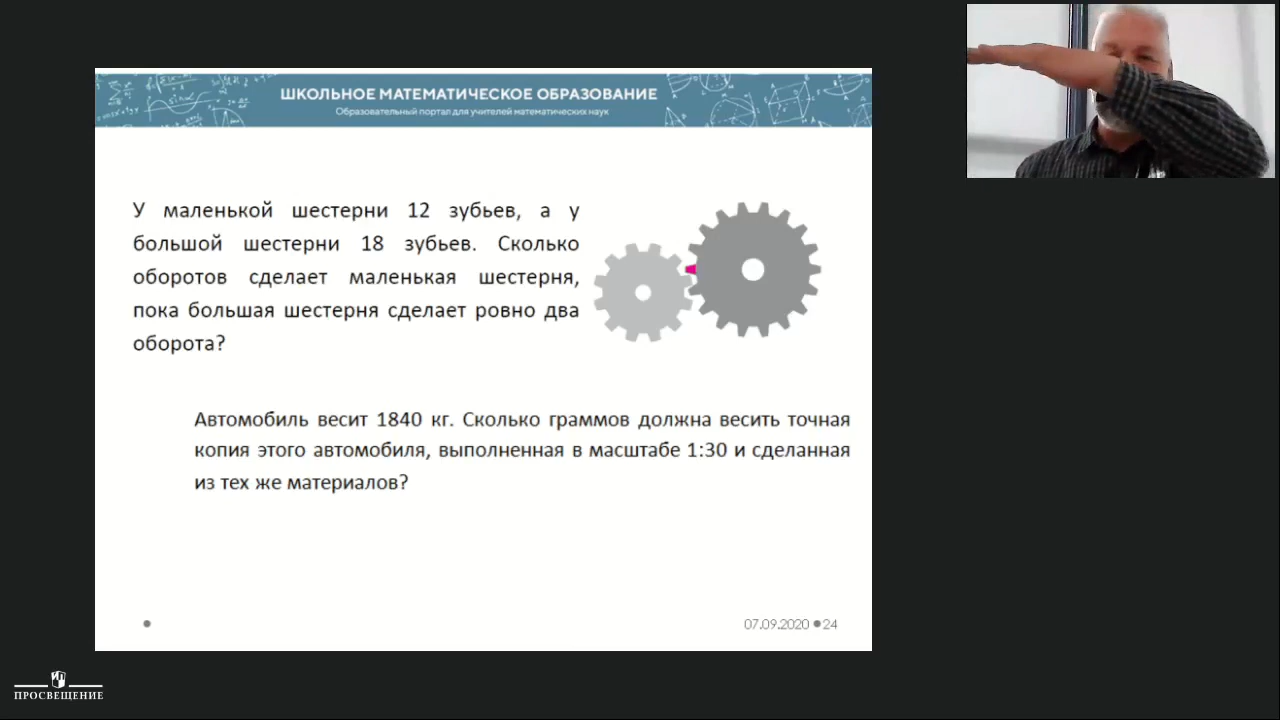 ШКОЛЬНОЕ МАТЕМАТИЧЕСКОЕ ОБРАЗОВАНИЕ
Образовательный портал для учителей математических наук
У маленькой шестерни 12 зубьев, а у
большой шестерни 18 зубьев. Сколько
оборотов сделает маленькая шестерня,
пока большая шестерня сделает ровно два
оборота?
Автомобиль весит 1840 кг. Сколько граммов должна весить точная
копия этого автомобиля, выполненная в масштабе 1:30 и сделанная
из тех же материалов?
07.09.2020 ●24
ПРОСВЕЩЕНИЕ